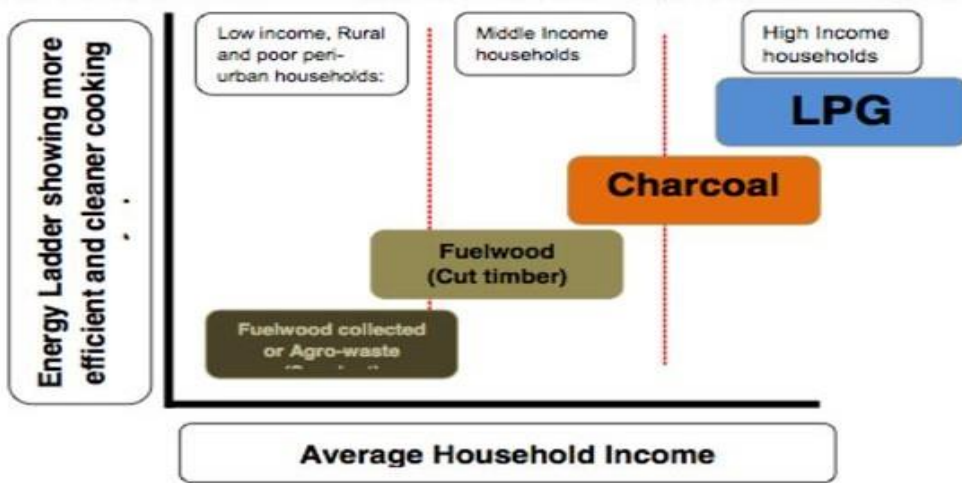 Energy Ladder showing more
efficient and cleaner cooking
Low income, Rural
and poor peri-
urban households:
Middle Income
households
High Income
households
LPG
Charcoal
Fuelwood
(Cut timber)
Fuelwood collected
or Agro-waste
Average Household Income